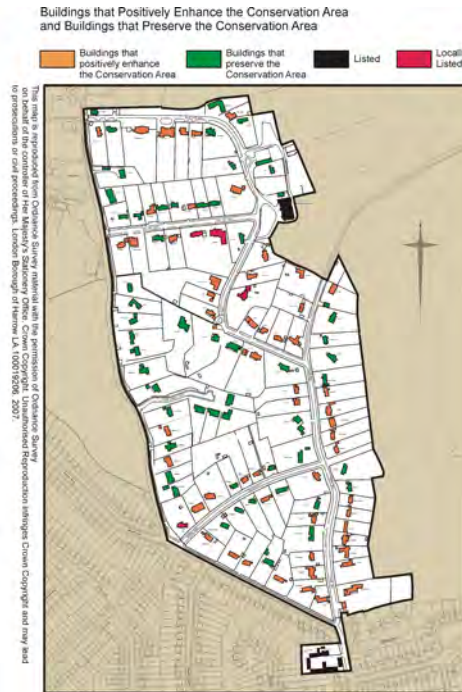 Buildings that Positively Enhance the Conservation Area
and Buildings that Preserve the Conservation Area
Buildings that
positively enhance
the Conservation Area
Buildings that
preserve the
Conservation Area
Listed
Locall
Listed
This map is reproduced from Ordnance Survey material with the permission of Ordnance Survey
on behalf of the controller of Her Majesty's Stationery Office. Crown Copyright. Unauthorised Reproduction infringes Crown Copyright and may lead
to prosecutions or civil proceedings. London Borough of Harrow LA.100019206. 2007.